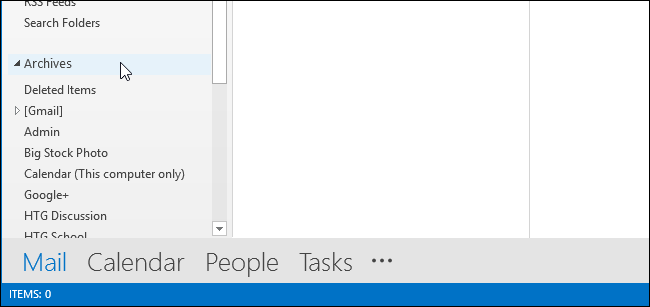 RSS Feeds
Search Folders
Archives
Deleted Items
[Gmail]
Admin
Big Stock Photo
Calendar (This computer only)
Google+
HTG Discussion
HTG School
Mail Calendar People Tasks •••
ITEMS: 0